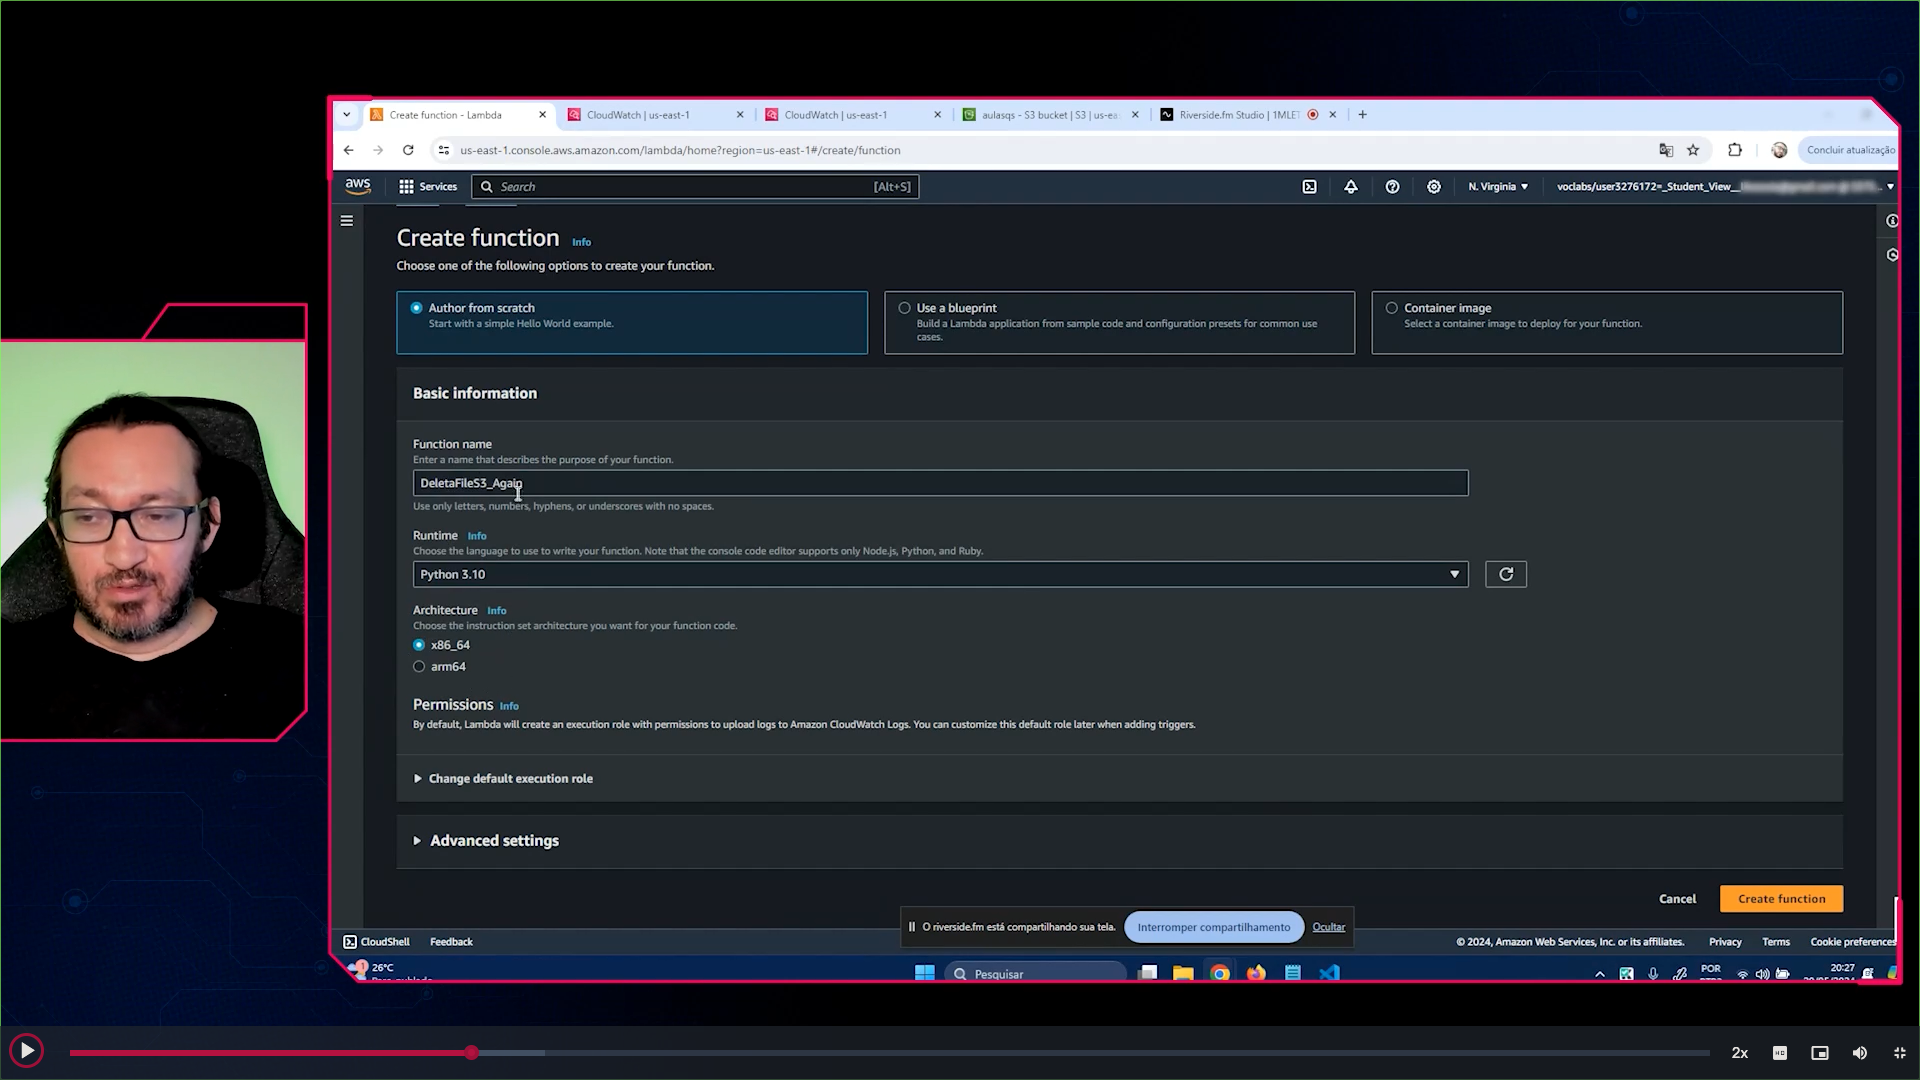 Create function - Lambda
CloudWatch | us-east-1
CloudWatch | us-east-1
aulasqs - S3 bucket | S3 | us-ea
Riverside.fm Studio | 1MLET
us-east-1.console.aws.amazon.com/lambda/home?region=us-east-1#/create/function
Concluir atualização
aws
Services
Search
[Alt+S]
N. Virginia
voclabs/user3276172=_Student_View__
Create function Info
Choose one of the following options to create your function.
Author from scratch
Start with a simple Hello World example.
Use a blueprint
Build a Lambda application from sample code and configuration presets for common use
cases.
Container image
Select a container image to deploy for your function.
Basic information
Function name
Enter a name that describes the purpose of your function.
DeletaFileS3_Again
Use only letters, numbers, hyphens, or underscores with no spaces.
Runtime Info
Choose the language to use to write your function. Note that the console code editor supports only Node.js, Python, and Ruby.
Python 3.10
Architecture Info
Choose the instruction set architecture you want for your function code.
x86_64
arm64
Permissions Info
By default, Lambda will create an execution role with permissions to upload logs to Amazon CloudWatch Logs. You can customize this default role later when adding triggers.
Change default execution role
Advanced settings
Cancel
Create function
O riverside.fm está compartilhando sua tela.
Interromper compartilhamento
Ocultar
CloudShell
Feedback
© 2024, Amazon Web Services, Inc. or its affiliates.
Privacy
Terms
Cookie preferences
1
26°C
Pesquisar
POR
20:27
2x
HD